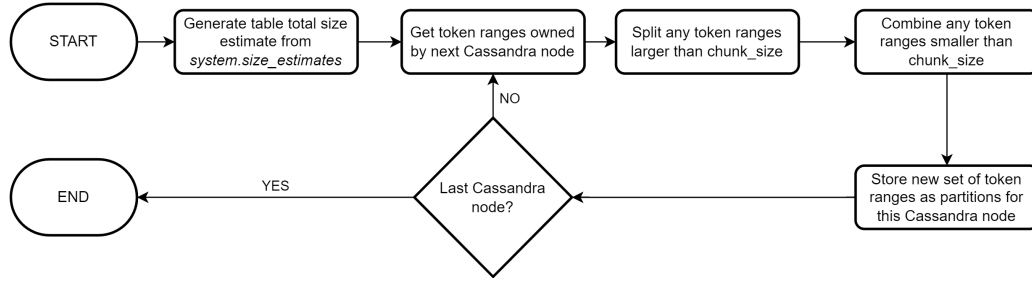 START
Generate table total size
estimate from
system.size_estimates
Get token ranges owned
by next Cassandra node
Split any token ranges
larger than chunk_size
Combine any token
ranges smaller than
chunk_size
NO
END
YES
Last Cassandra
node?
Store new set of token
ranges as partitions for
this Cassandra node